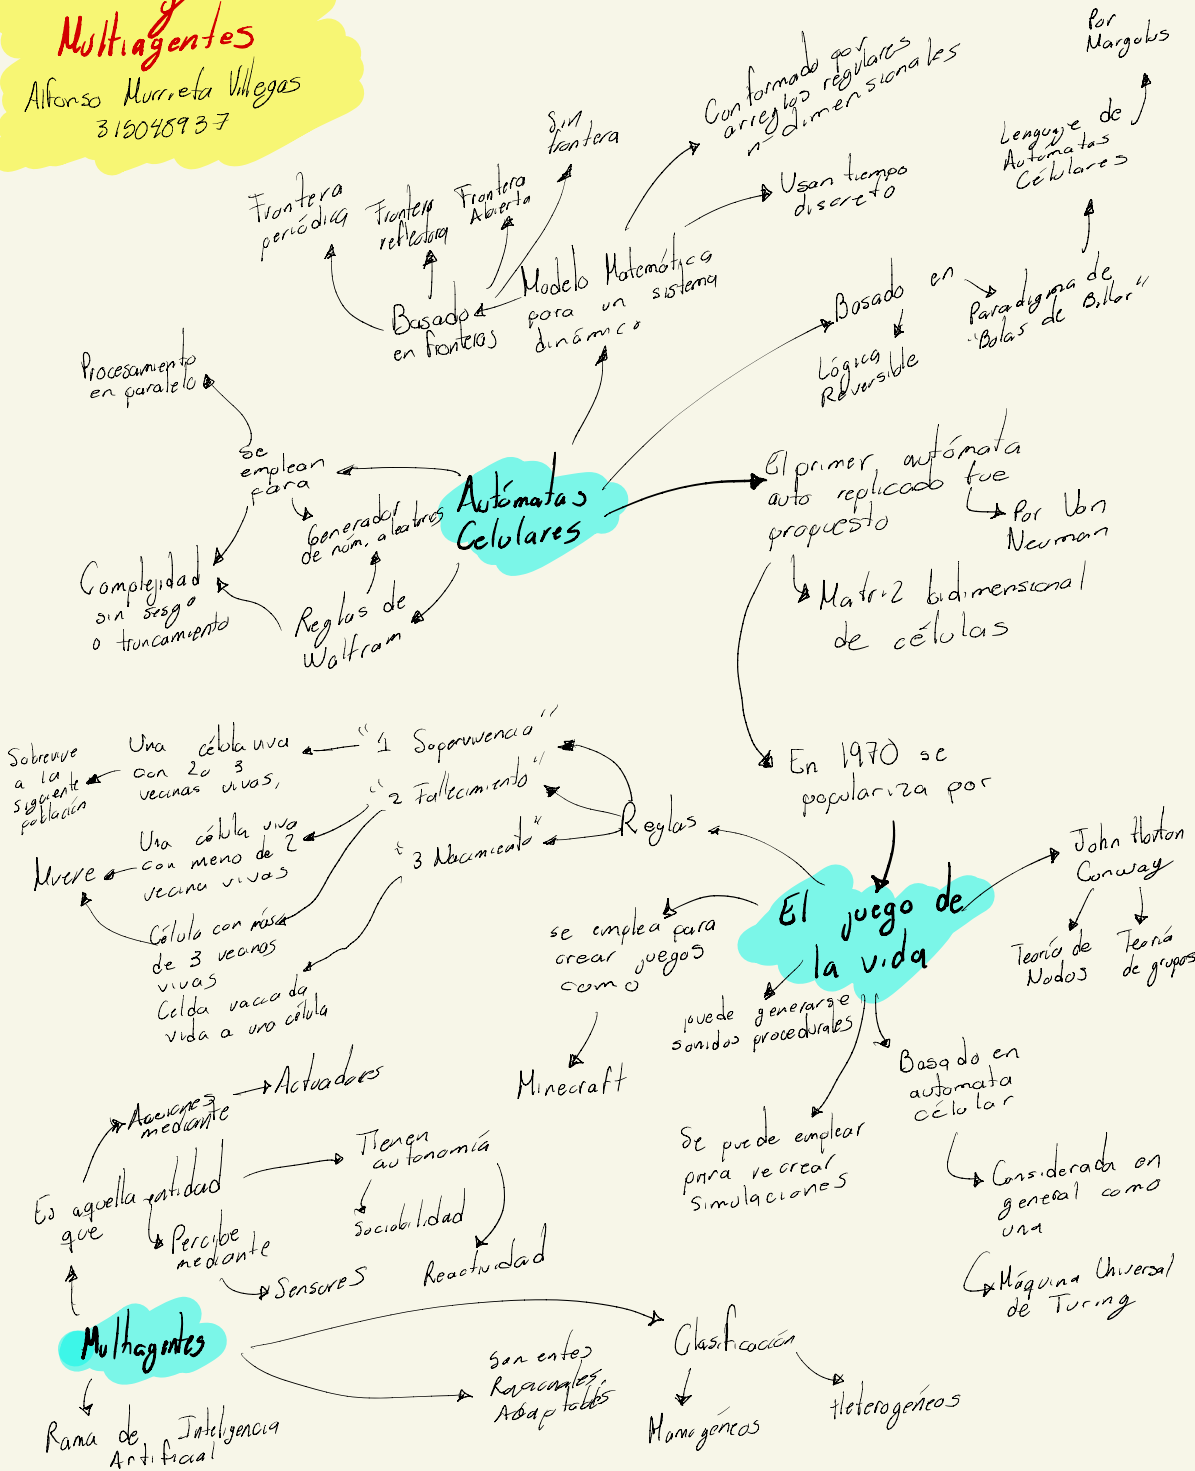 y
Multiagentes
Alfonso Murrieta Villegas
315048937
Por
Margolus
Lenguaje de
Autómatas
Célulares
Conformado por
arreglos regulares
n-dimensionales
Usan tiempo
discreto
Sin
frontera
Frontera
periódica
Frontera
reflectora
Frontera
Abierta
Modelo Matemática
para un sistema
dinámico
Basado
en fronteras
Basado en
Paradigma de
"Bolas de Billar"
Lógica
Reversible
Procesamiento
en paralelo
se
emplean
para
Generador
de núm, aleatorios
Complejidad
sin sesgo
o truncamiento
Reglas de
Wolfram
Autómatas
Celulares
El primer autómata
auto replicado fue
propuesto
Por Von
Neuman
Matriz bidimensional
de células
En 1970 se
populariza por
El juego de
la vida
Reglas
"1 Supervivencia"
Una célula viva
con 2 o 3
vecinas vivas,
Sobrevive
a la
siguiente
población
"2 Fallecimiento"
Una célula viva
con meno de 2
vecina vivas
Muere
Célula con más
de 3 vecinas
vivas
"3 Nacimiento"
Celda vacia da
vida a una célula
John Horton
Conway
Teoría de
Nudos
Teoría
de grupos
se emplea para
crear juegos
como
Minecraft
puede generarse
sonidos procedurales
Se puede emplear
para recrear
simulaciones
Basado en
automata
célular
Considerada en
general como
una
Máquina Universal
de Turing
Acciones
mediante
Actuadores
Es aquella entidad
que
Percibe
mediante
Sensores
Tienen
autonomía
Sociabilidad
Reactividad
Multiagentes
Rama de Inteligencia
Artificial
Son entes
Racionales,
Adaptables
Clasificación
Homogéneos
Heterogéneos